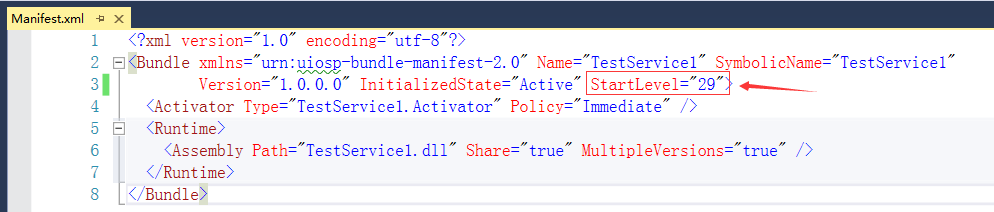 Manifest.xml
1 <?xml version="1.0" encoding="utf-8"?>
2 <Bundle xmlns="urn:uiosp-bundle-manifest-2.0" Name="TestService1" SymbolicName="TestService1"
3 Version="1.0.0.0" InitializedState="Active" StartLevel="29">
4 <Activator Type="TestService1.Activator" Policy="Immediate" />
5 <Runtime>
6 <Assembly Path="TestService1.dll" Share="true" MultipleVersions="true" />
7 </Runtime>
8 </Bundle>